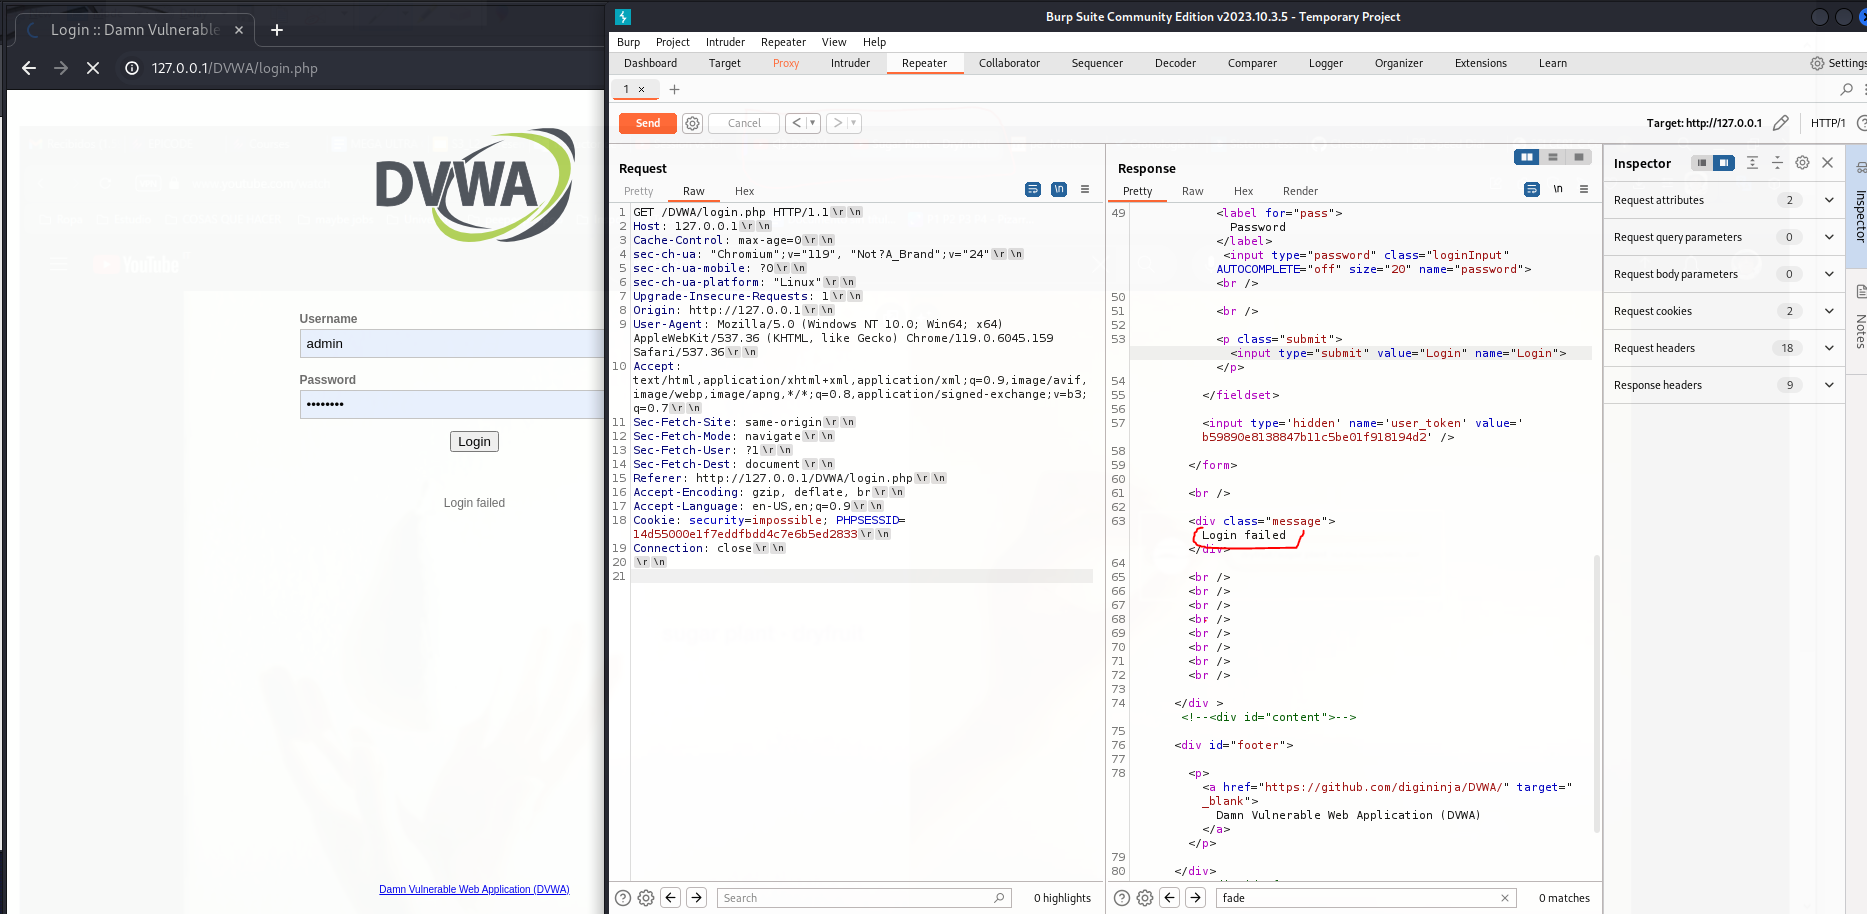 Login :: Damn Vulnerable
127.0.0.1/DVWA/login.php
DVWA
YouTube
Username
admin
Password
••••••••
Login
Login failed
Damn Vulnerable Web Application (DVWA)
Burp Suite Community Edition v2023.10.3.5 - Temporary Project
Burp Project Intruder Repeater View Help
Dashboard Target Proxy Intruder Repeater Collaborator Sequencer Decoder Comparer Logger Organizer Extensions Learn Settings
1 × +
Send Cancel < >
Target: http://127.0.0.1 HTTP/1
Request
Pretty Raw Hex
\n
1 GET /DVWA/login.php HTTP/1.1\r\n
2 Host: 127.0.0.1\r\n
3 Cache-Control: max-age=0\r\n
4 sec-ch-ua: "Chromium";v="119", "Not?A_Brand";v="24"\r\n
5 sec-ch-ua-mobile: ?0\r\n
6 sec-ch-ua-platform: "Linux"\r\n
7 Upgrade-Insecure-Requests: 1\r\n
8 Origin: http://127.0.0.1\r\n
9 User-Agent: Mozilla/5.0 (Windows NT 10.0; Win64; x64)
AppleWebKit/537.36 (KHTML, like Gecko) Chrome/119.0.6045.159
Safari/537.36\r\n
10 Accept:
text/html,application/xhtml+xml,application/xml;q=0.9,image/avif,
image/webp,image/apng,*/*;q=0.8,application/signed-exchange;v=b3;
q=0.7\r\n
11 Sec-Fetch-Site: same-origin\r\n
12 Sec-Fetch-Mode: navigate\r\n
13 Sec-Fetch-User: ?1\r\n
14 Sec-Fetch-Dest: document\r\n
15 Referer: http://127.0.0.1/DVWA/login.php\r\n
16 Accept-Encoding: gzip, deflate, br\r\n
17 Accept-Language: en-US,en;q=0.9\r\n
18 Cookie: security=impossible; PHPSESSID=
14d55000e1f7eddfbdd4c7e6b5ed2833\r\n
19 Connection: close\r\n
20 \r\n
21
Search
0 highlights
Response
Pretty Raw Hex Render
\n
49 <label for="pass">
Password
</label>
<input type="password" class="loginInput"
AUTOCOMPLETE="off" size="20" name="password">
<br />
50
51 <br />
52
53 <p class="submit">
<input type="submit" value="Login" name="Login">
</p>
54
55 </fieldset>
56
57 <input type='hidden' name='user_token' value='
b59890e8138847b11c5be01f918194d2' />
58
59 </form>
60
61 <br />
62
63 <div class="message">
Login failed
</div>
64
65 <br />
66 <br />
67 <br />
68 <br />
69 <br />
70 <br />
71 <br />
72 <br />
73
74 </div >
<!--<div id="content">-->
75
76 <div id="footer">
77
78 <p>
<a href="https://github.com/digininja/DVWA/" target="
_blank">
Damn Vulnerable Web Application (DVWA)
</a>
</p>
79
80 </div>
fade
0 matches
Inspector
Request attributes 2
Request query parameters 0
Request body parameters 0
Request cookies 2
Request headers 18
Response headers 9
Inspector
Notes